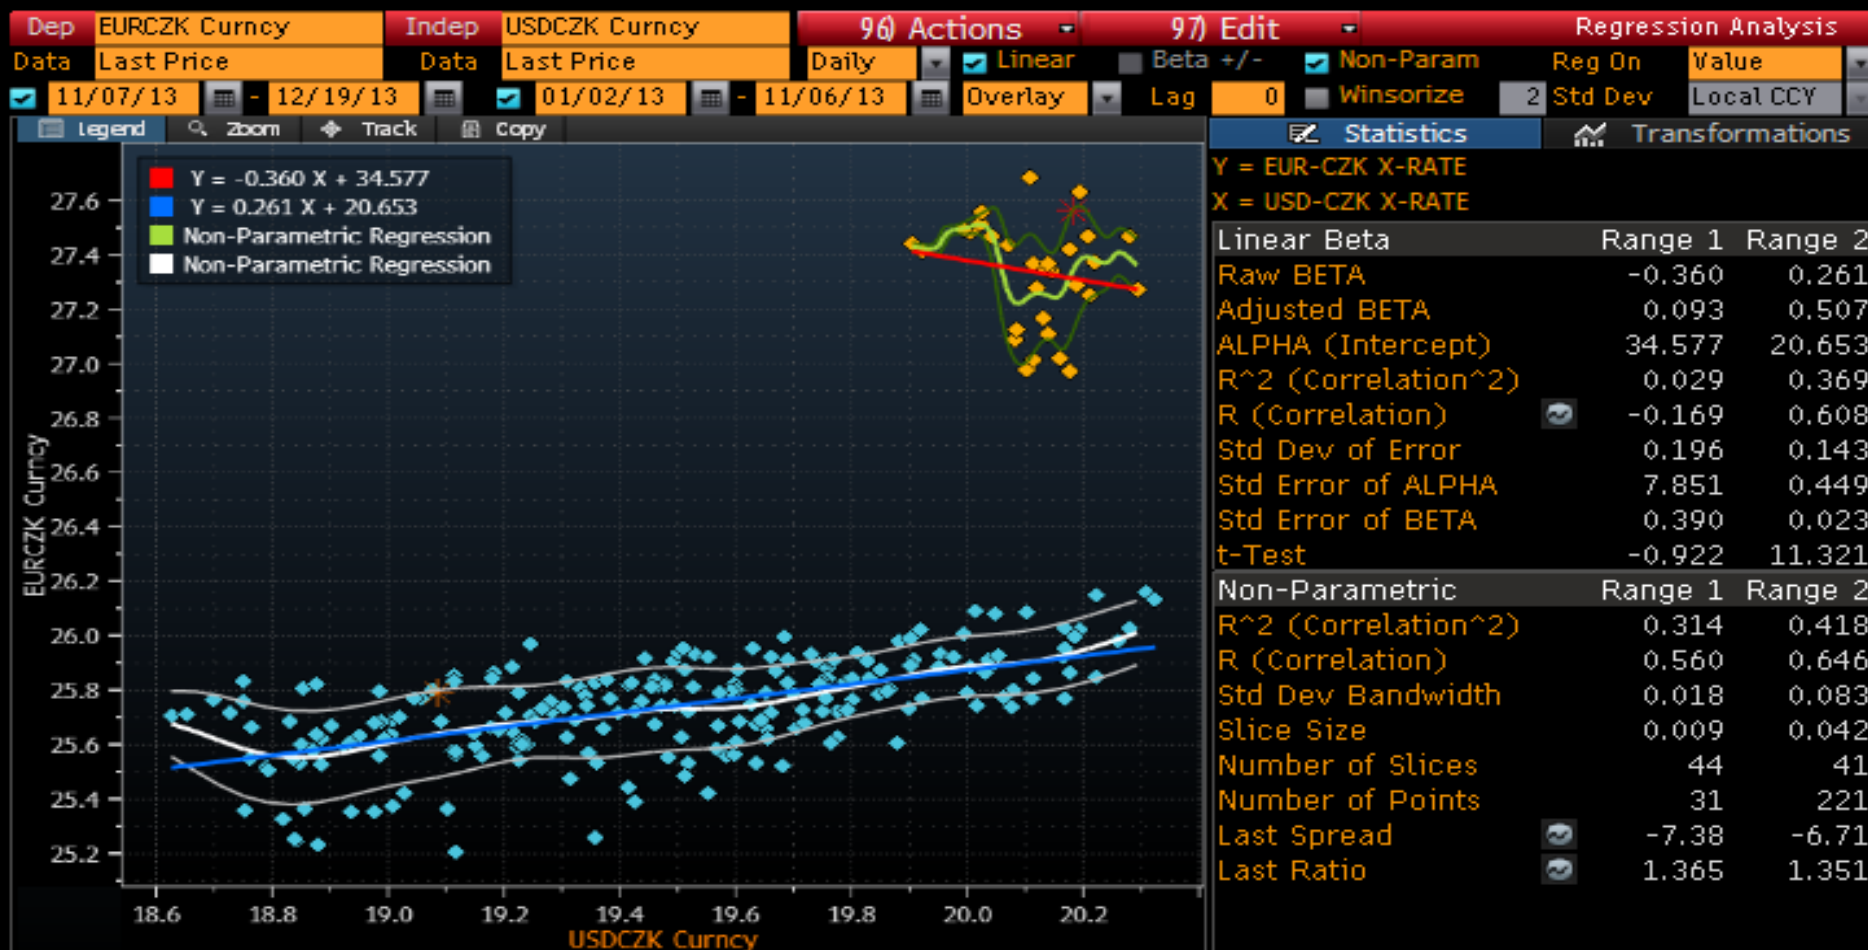 Dep EURCZK Curncy Indep USDCZK Curncy 96) Actions 97) Edit Regression Analysis
Data Last Price Data Last Price Daily Linear Beta +/- Non-Param Reg On Value
11/07/13 - 12/19/13 01/02/13 - 11/06/13 Overlay Lag 0 Winsorize 2 Std Dev Local CCY
Legend Zoom Track Copy
Y = -0.360 X + 34.577
Y = 0.261 X + 20.653
Non-Parametric Regression
Non-Parametric Regression
27.6
27.4
27.2
27.0
26.8
26.6
26.4
26.2
26.0
25.8
25.6
25.4
25.2
EURCZK Curncy
18.6 18.8 19.0 19.2 19.4 19.6 19.8 20.0 20.2
USDCZK Curncy
Statistics Transformations
Y = EUR-CZK X-RATE
X = USD-CZK X-RATE
Linear Beta Range 1 Range 2
Raw BETA -0.360 0.261
Adjusted BETA 0.093 0.507
ALPHA (Intercept) 34.577 20.653
R^2 (Correlation^2) 0.029 0.369
R (Correlation) -0.169 0.608
Std Dev of Error 0.196 0.143
Std Error of ALPHA 7.851 0.449
Std Error of BETA 0.390 0.023
t-Test -0.922 11.321
Non-Parametric Range 1 Range 2
R^2 (Correlation^2) 0.314 0.418
R (Correlation) 0.560 0.646
Std Dev Bandwidth 0.018 0.083
Slice Size 0.009 0.042
Number of Slices 44 41
Number of Points 31 221
Last Spread -7.38 -6.71
Last Ratio 1.365 1.351